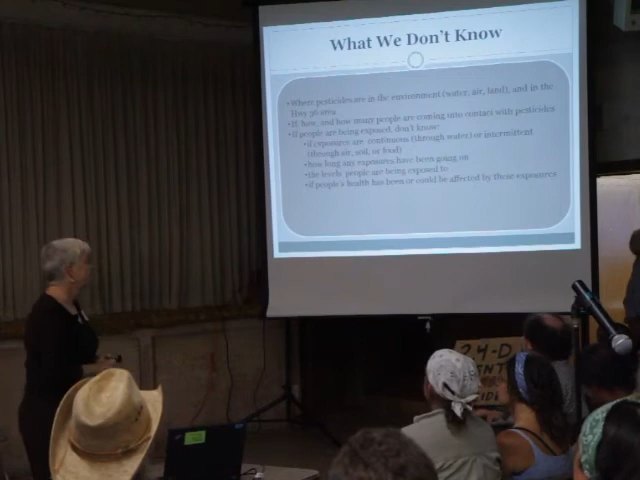 What We Don't Know
•Where pesticides are in the environment (water, air, land), and in the
Hwy 36 area
•If, how, and how many people are coming into contact with pesticides
•If people are being exposed, don't know:
•if exposures are continuous (through water) or intermittent
(through air, soil, or food)
•how long any exposures have been going on
•the levels people are being exposed to
•if people's health has been or could be affected by those exposures
2 4-D